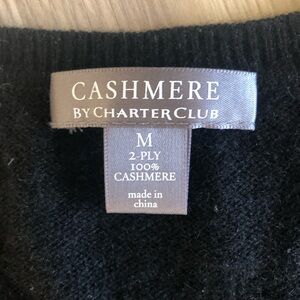 CASHMERE
BY CHARTER CLUB
M
2-PLY
100%
CASHMERE
made in
china